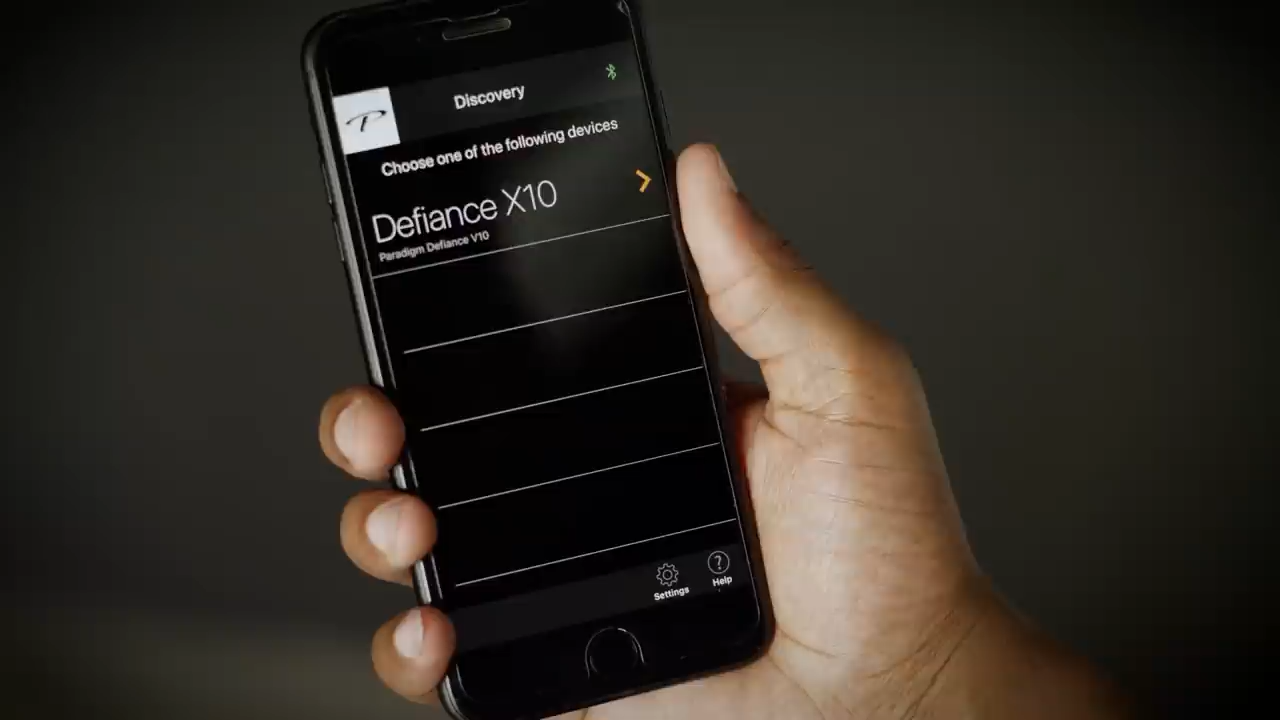 Discovery
Choose one of the following devices
Defiance X10
Paradigm Defiance V10
Settings
Help